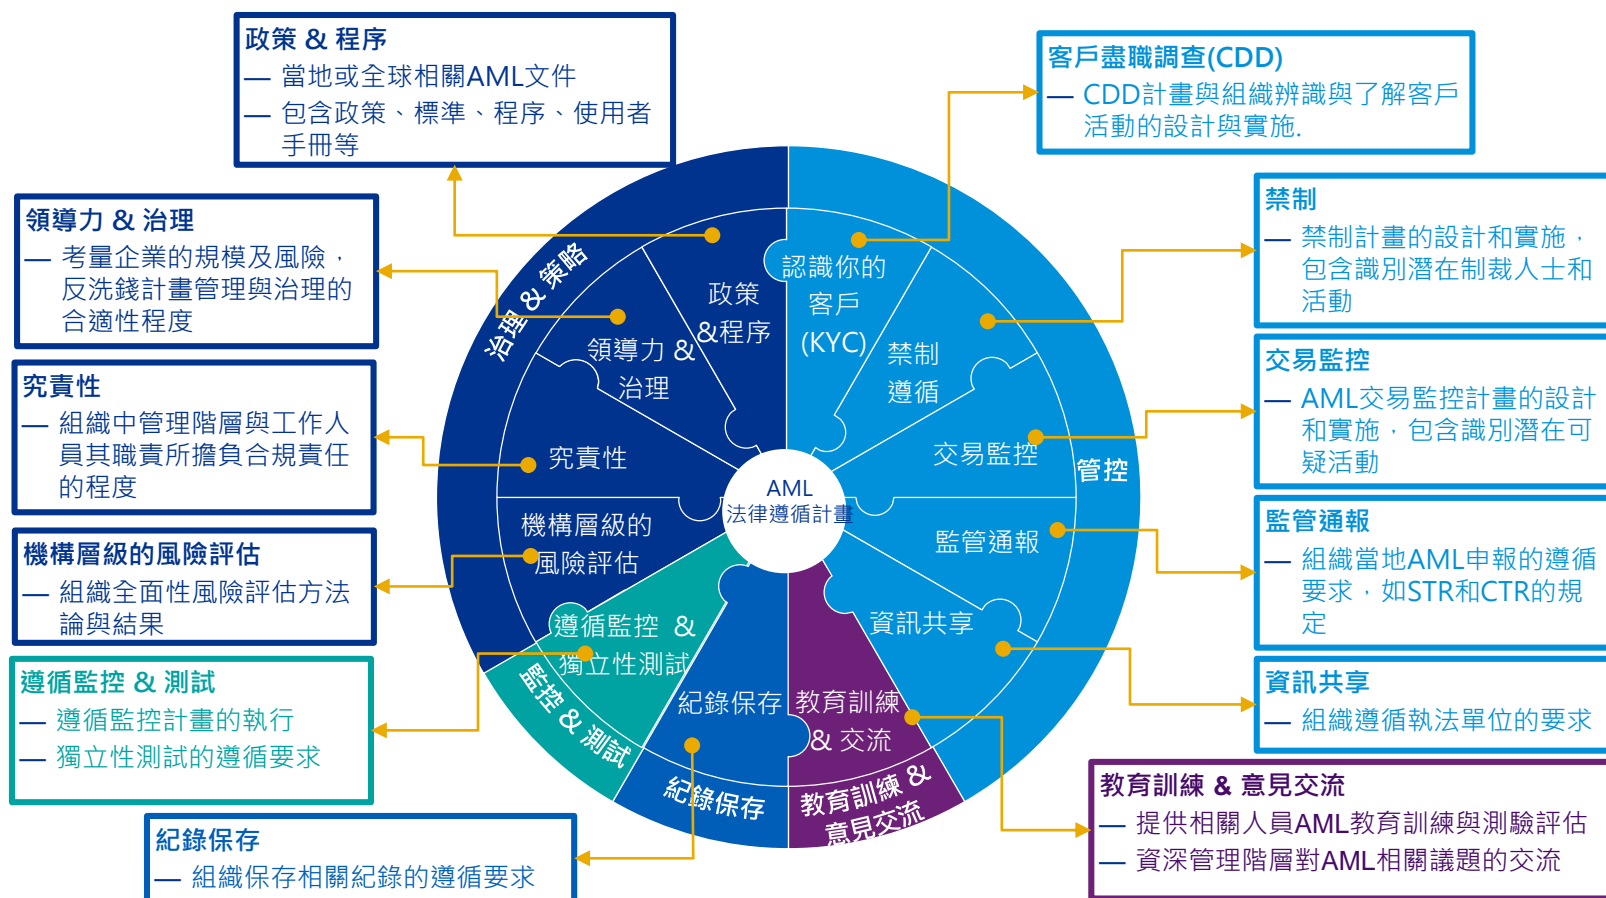 政策 & 程序
— 當地或全球相關AML文件
— 包含政策、標準、程序、使用者
手冊等
客戶盡職調查(CDD)
— CDD計畫與組織辨識與了解客戶
活動的設計與實施.
領導力 & 治理
— 考量企業的規模及風險，
反洗錢計畫管理與治理的
合適性程度
禁制
— 禁制計畫的設計和實施，
包含識別潛在制裁人士和
活動
究責性
— 組織中管理階層與工作人
員其職責所擔負合規責任
的程度
交易監控
— AML交易監控計畫的設計
和實施，包含識別潛在可
疑活動
機構層級的風險評估
— 組織全面性風險評估方法
論與結果
監管通報
— 組織當地AML申報的遵循
要求，如STR和CTR的規
定
遵循監控 & 測試
— 遵循監控計畫的執行
— 獨立性測試的遵循要求
資訊共享
— 組織遵循執法單位的要求
紀錄保存
— 組織保存相關紀錄的遵循要求
教育訓練 & 意見交流
— 提供相關人員AML教育訓練與測驗評估
— 資深管理階層對AML相關議題的交流
治理 & 策略
管控
監控 & 測試
紀錄保存
教育訓練 &
意見交流
政策
&程序
認識你的
客戶
(KYC)
領導力 &
治理
禁制
遵循
究責性
交易監控
機構層級的
風險評估
監管通報
遵循監控 &
獨立性測試
資訊共享
紀錄保存
教育訓練
& 交流
AML
法律遵循計畫